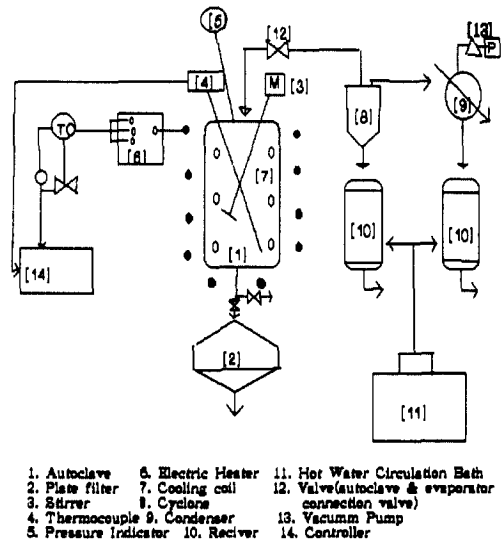 [5]
[12]
[13]
P
[4]
M [3]
[9]
[8]
TC
[6]
[7]
[10]
[10]
[1]
[14]
[2]
[11]
1. Autoclave 6. Electric Heater 11. Hot Water Circulation Bath
2. Plate filter 7. Cooling coil 12. Valve(autoclave & evaporator
3. Stirrer 8. Cyclone connection valve)
4. Thermocouple 9. Condenser 13. Vacumm Pump
5. Pressure Indicator 10. Reciver 14. Controller